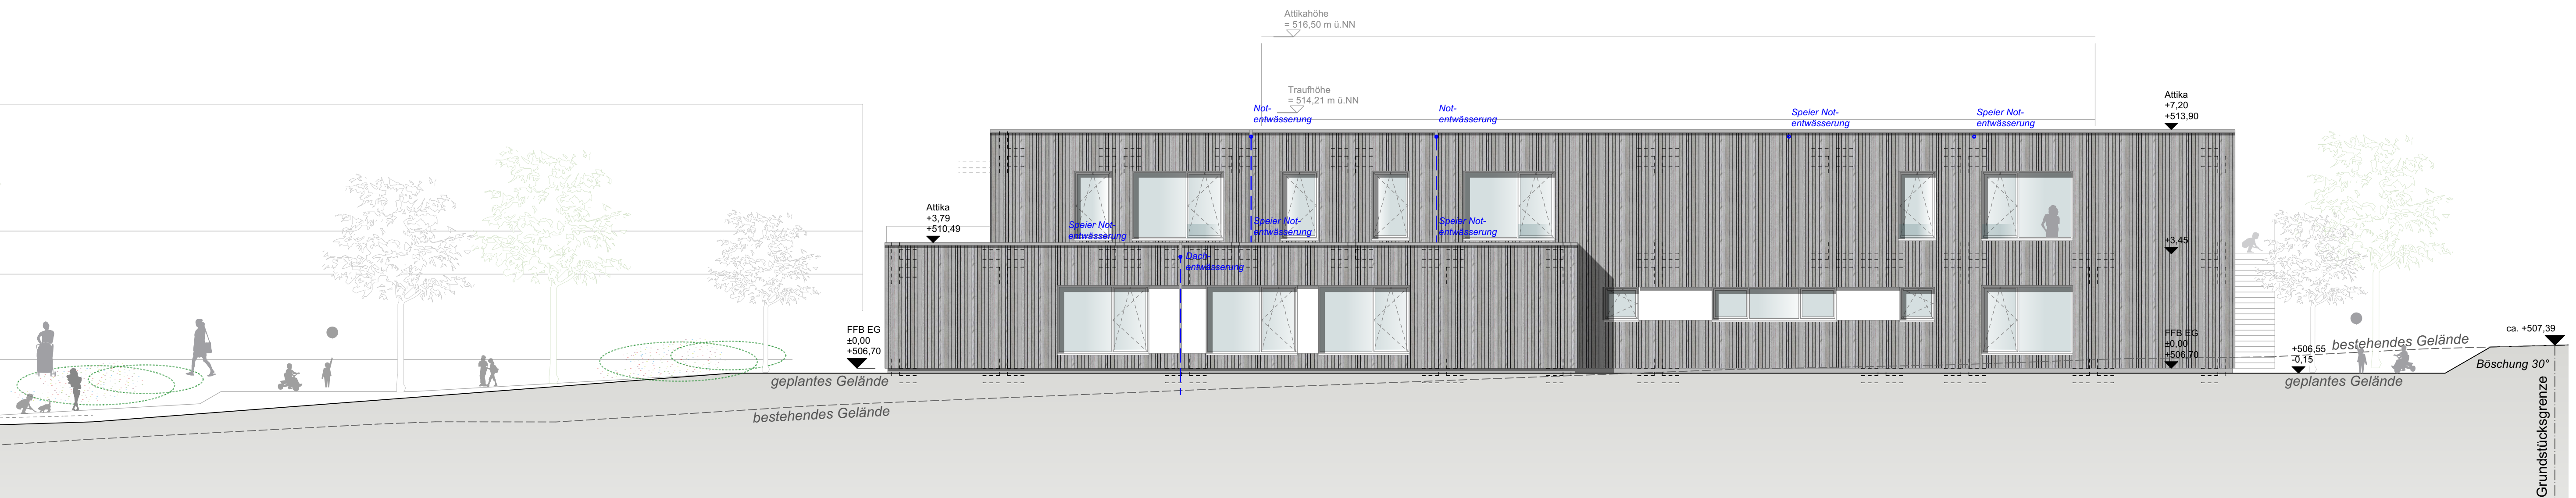 Attikahöhe
= 516,50 m ü.NN
Traufhöhe
= 514,21 m ü.NN
Not-
entwässerung
Not-
entwässerung
Speier Not-
entwässerung
Speier Not-
entwässerung
Attika
+7,20
+513,90
Attika
+3,79
+510,49
Speier Not-
entwässerung
Speier Not-
entwässerung
Speier Not-
entwässerung
Dach-
entwässerung
+3,45
FFB EG
±0,00
+506,70
FFB EG
±0,00
+506,70
+506,55
-0,15
bestehendes Gelände
ca. +507,39
Böschung 30°
geplantes Gelände
geplantes Gelände
bestehendes Gelände
Grundstücksgrenze